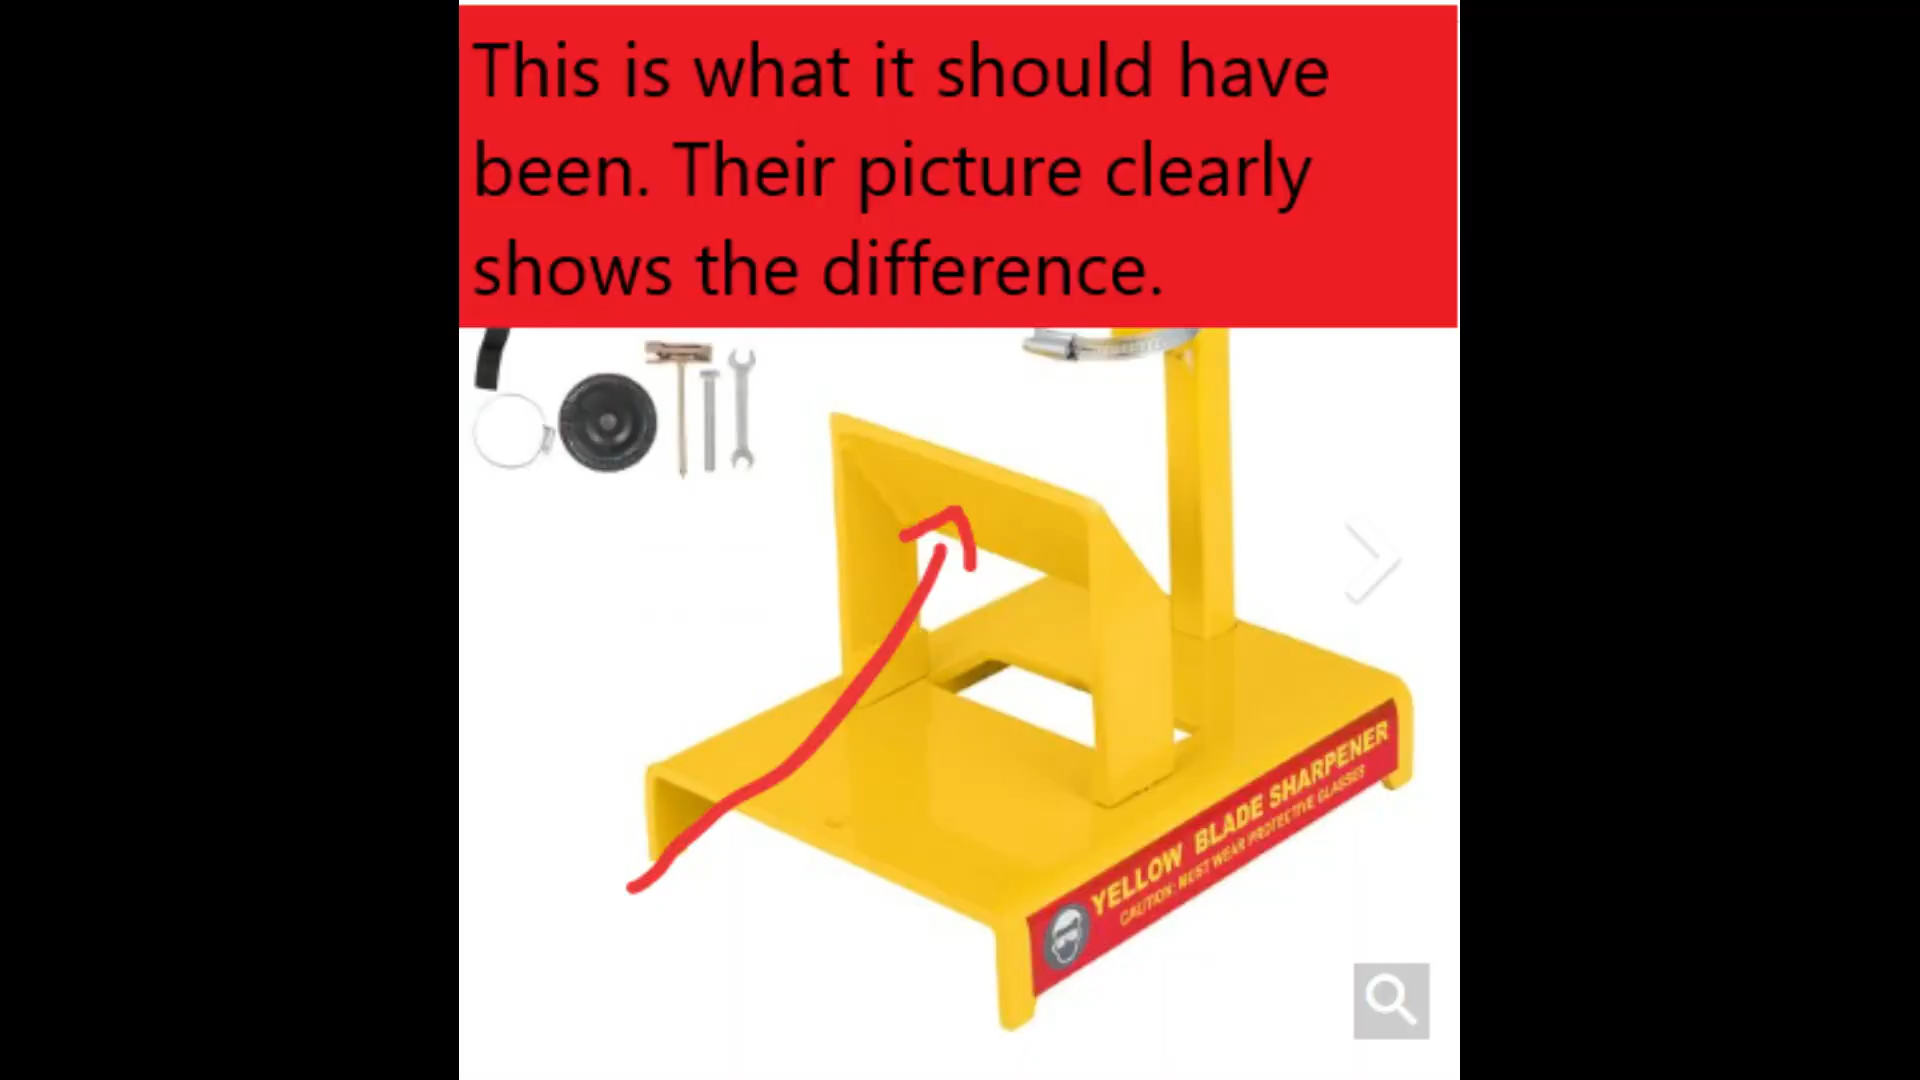 This is what it should have
been. Their picture clearly
shows the difference.
YELLOW BLADE SHARPENER
CAUTION: MUST WEAR PROTECTIVE GLASSES